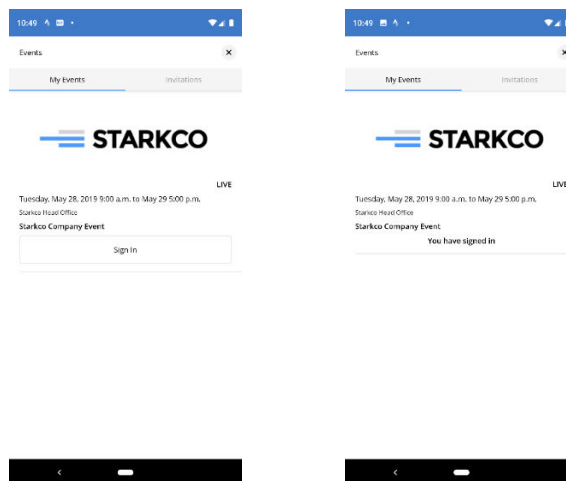 10:49
Events
My Events Invitations
STARKCO
LIVE
Tuesday, May 28, 2019 9:00 a.m. to May 29 5:00 p.m.
Starkco Head Office
Starkco Company Event
Sign In
10:49
Events
My Events Invitations
STARKCO
LIVE
Tuesday, May 28, 2019 9:00 a.m. to May 29 5:00 p.m.
Starkco Head Office
Starkco Company Event
You have signed in